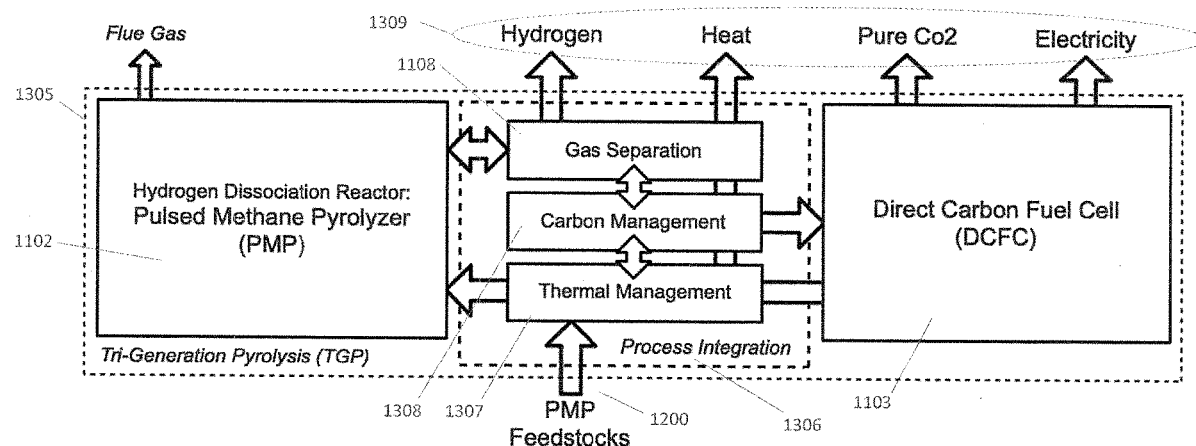 1309
Flue Gas
Hydrogen
Heat
Pure Co2
Electricity
1108
1305
Gas Separation
Hydrogen Dissociation Reactor:
Pulsed Methane Pyrolyzer
(PMP)
Carbon Management
Direct Carbon Fuel Cell
(DCFC)
1102
Thermal Management
Tri-Generation Pyrolysis (TGP)
Process Integration
1308
1307
PMP
Feedstocks
1200
1306
1103